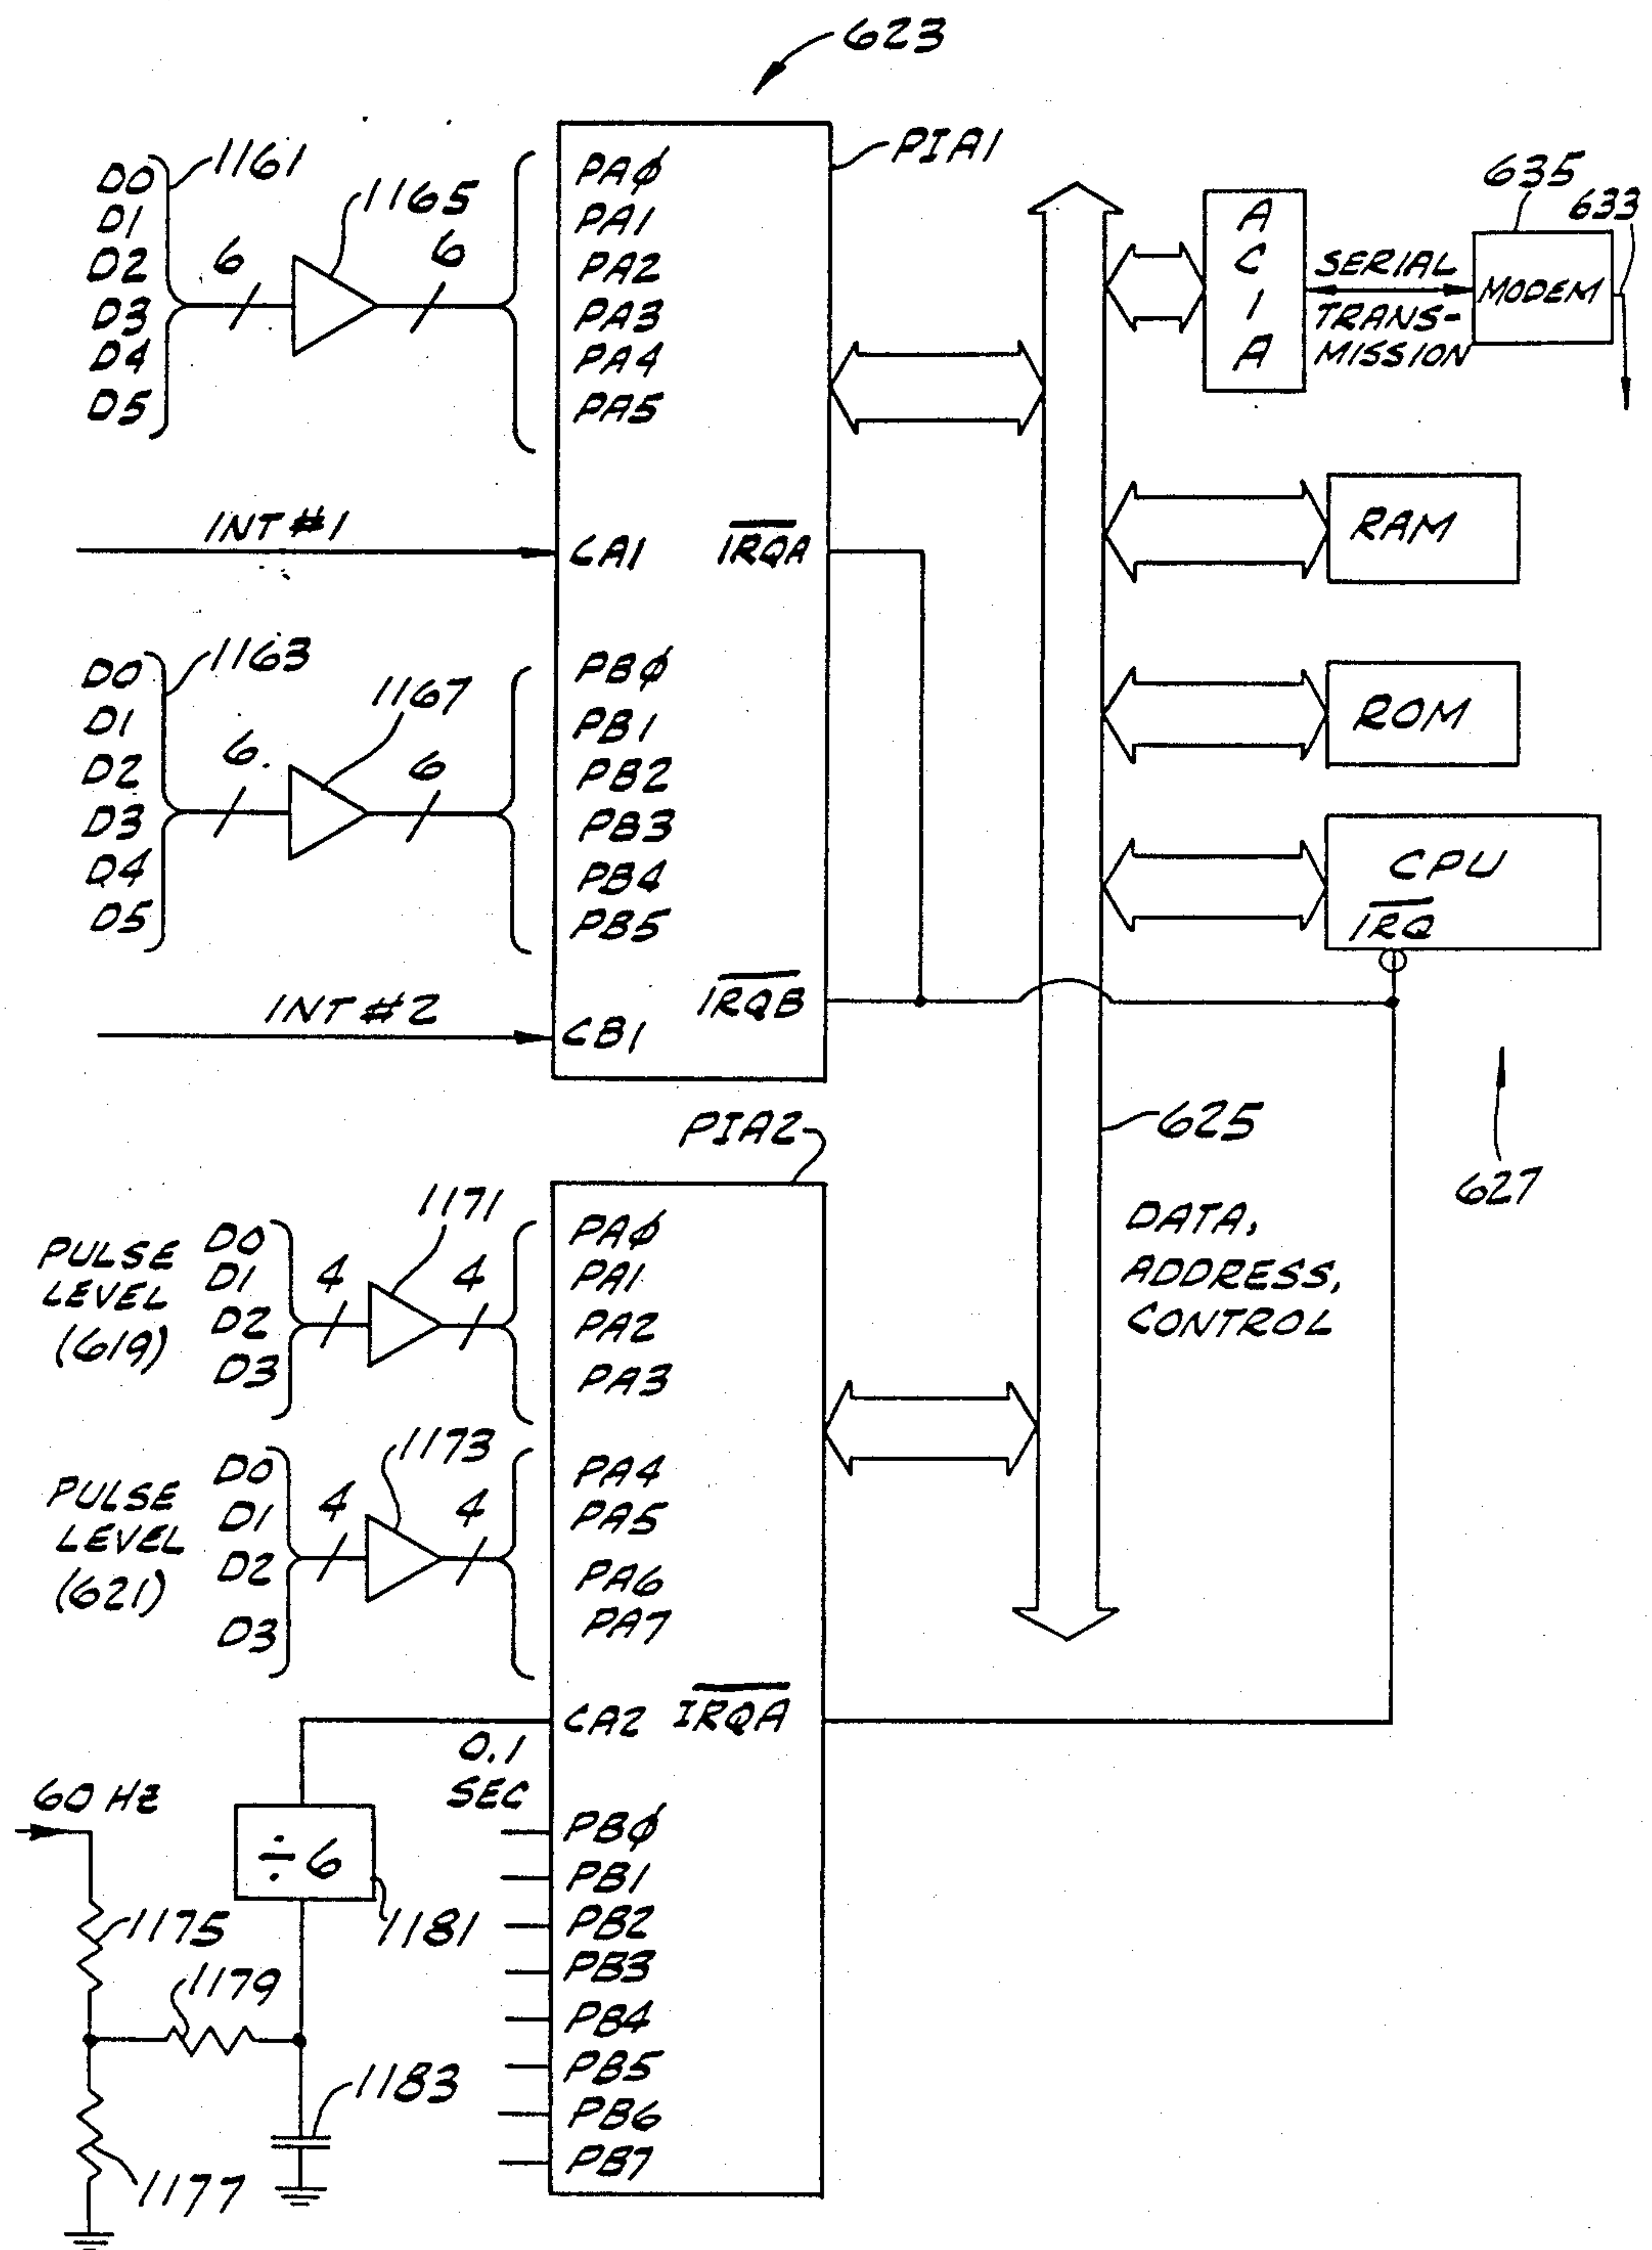 623
PIA1
D0
D1
D2
D3
D4
D5
1161
6
1165
6
PAϕ
PA1
PA2
PA3
PA4
PA5
INT #1
CA1
IRQA
D0
D1
D2
D3
D4
D5
1163
6
1167
6
PBϕ
PB1
PB2
PB3
PB4
PB5
INT #2
CB1
IRQB
A
C
I
A
SERIAL
TRANS-
MISSION
635
633
MODEM
RAM
ROM
CPU
IRQ
627
625
DATA,
ADDRESS,
CONTROL
PIA2
PULSE
LEVEL
(619)
D0
D1
D2
D3
4
1171
4
PAϕ
PA1
PA2
PA3
PULSE
LEVEL
(621)
D0
D1
D2
D3
4
1173
4
PA4
PA5
PA6
PA7
CA2
IRQA
0.1
SEC
60 HZ
÷6
1181
1175
1179
1183
1177
PBϕ
PB1
PB2
PB3
PB4
PB5
PB6
PB7